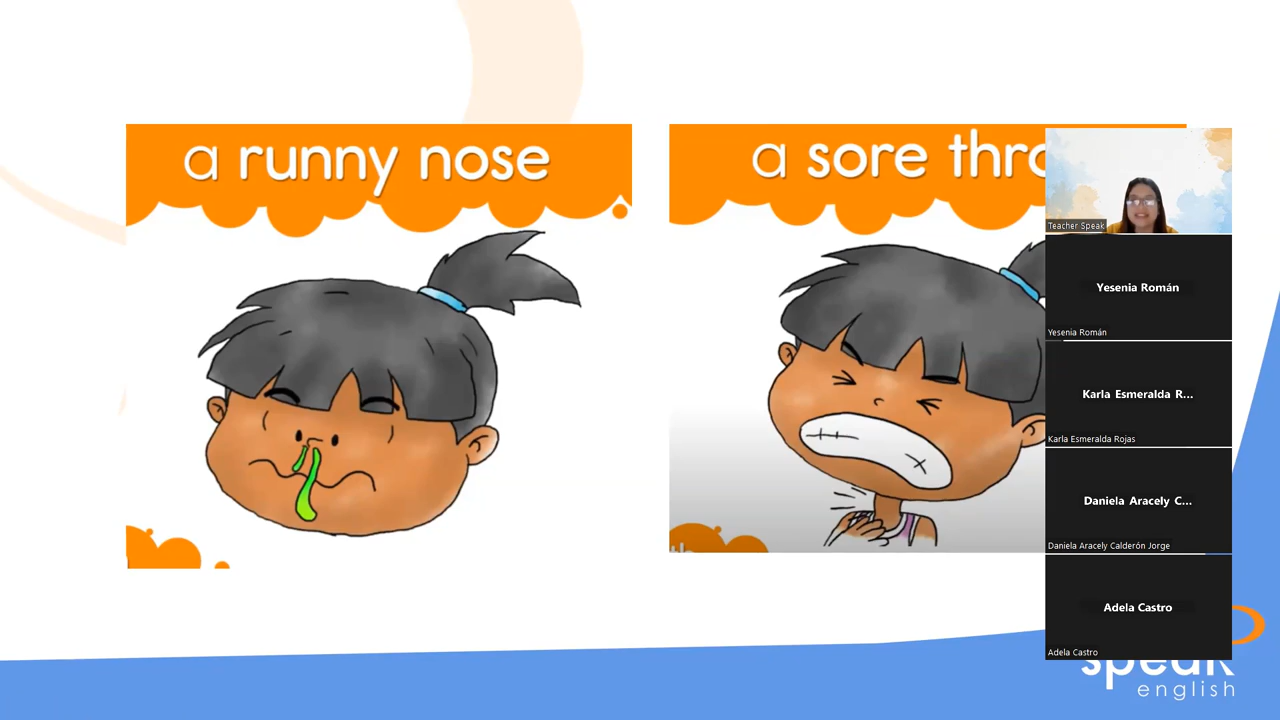 a runny nose
a sore thro
Teacher Speak
Yesenia Román
Yesenia Román
Karla Esmeralda R...
Karla Esmeralda Rojas
Daniela Aracely C...
Daniela Aracely Calderón Jorge
Adela Castro
Adela Castro
speak
english